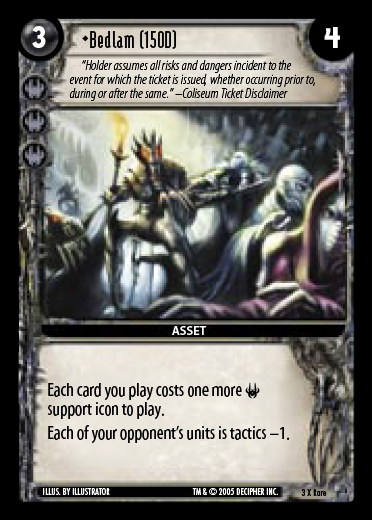 3
•Bedlam (150D)
4
"Holder assumes all risks and dangers incident to the
event for which the ticket is issued, whether occurring prior to,
during or after the same." –Coliseum Ticket Disclaimer
ASSET
Each card you play costs one more
support icon to play.
Each of your opponent's units is tactics –1.
ILLUS. BY ILLUSTRATOR
TM & © 2005 DECIPHER INC.
3 X Rare